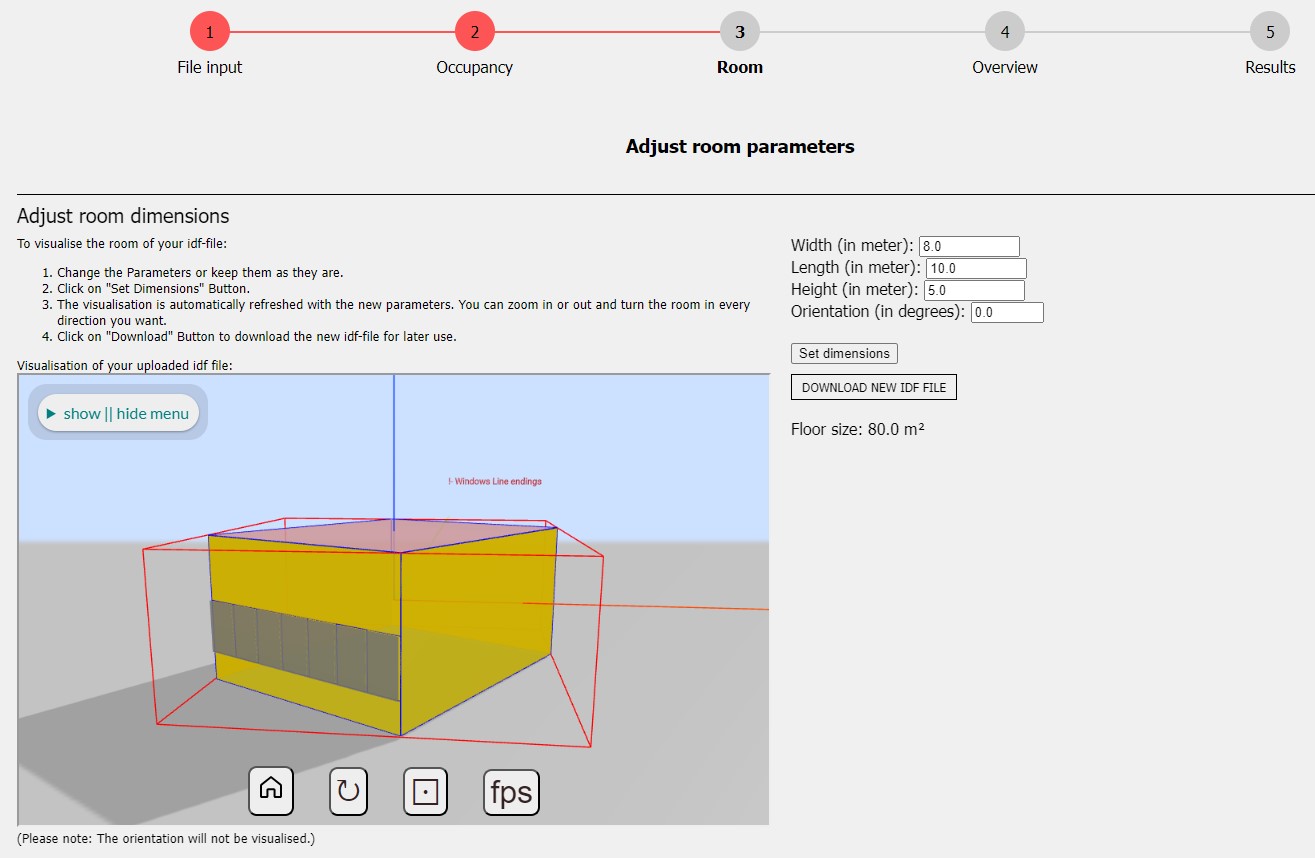 1 2 3 4 5
File input Occupancy Room Overview Results
Adjust room parameters
Adjust room dimensions
To visualise the room of your idf-file:
1. Change the Parameters or keep them as they are.
2. Click on "Set Dimensions" Button.
3. The visualisation is automatically refreshed with the new parameters. You can zoom in or out and turn the room in every
direction you want.
4. Click on "Download" Button to download the new idf-file for later use.
Visualisation of your uploaded idf file:
▶ show || hide menu
!- Windows Line endings
fps
(Please note: The orientation will not be visualised.)
Width (in meter): 8.0
Length (in meter): 10.0
Height (in meter): 5.0
Orientation (in degrees): 0.0
Set dimensions
DOWNLOAD NEW IDF FILE
Floor size: 80.0 m²